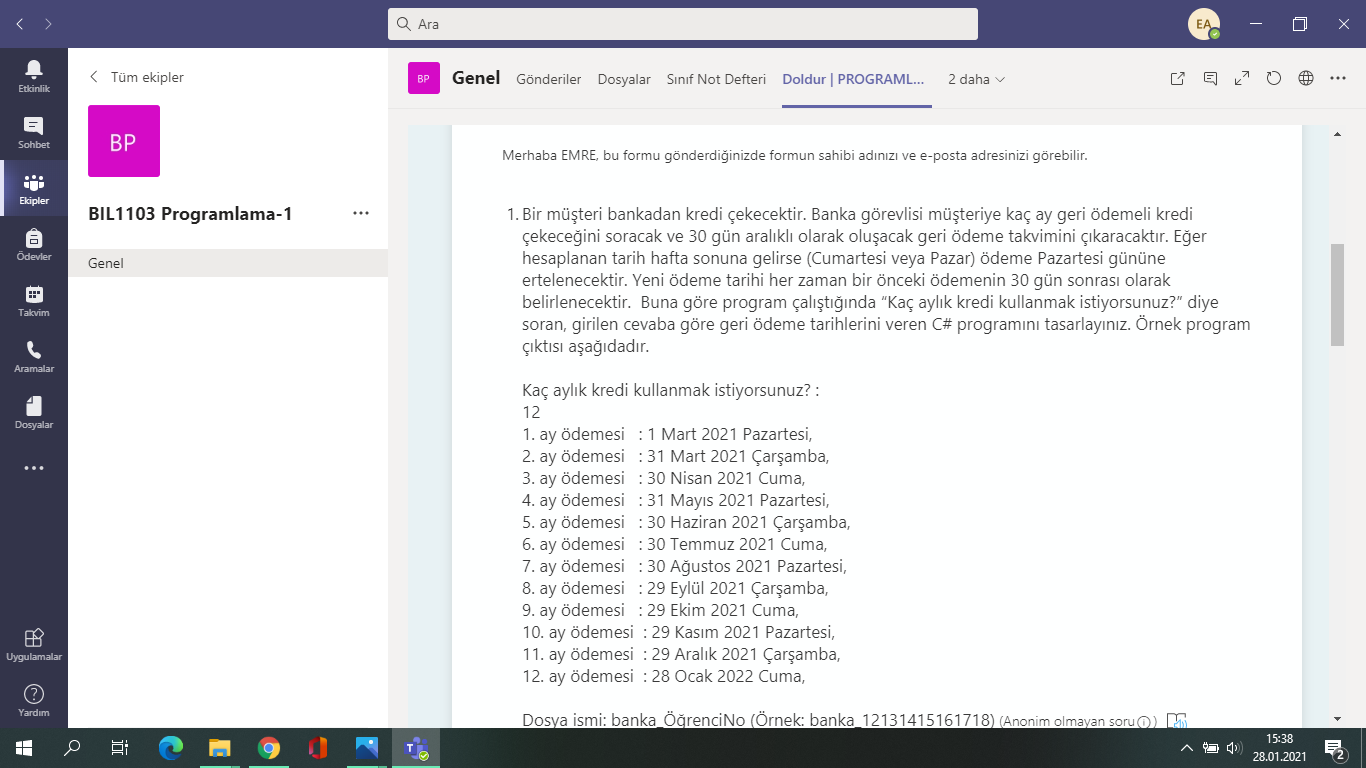 Ara
EA
Etkinlik
Sohbet
Ekipler
Ödevler
Takvim
Aramalar
Dosyalar
Uygulamalar
Yardım
Tüm ekipler
BP
BIL1103 Programlama-1
Genel
BP
Genel Gönderiler Dosyalar Sınıf Not Defteri Doldur | PROGRAML... 2 daha
Merhaba EMRE, bu formu gönderdiğinizde formun sahibi adınızı ve e-posta adresinizi görebilir.
1. Bir müşteri bankadan kredi çekecektir. Banka görevlisi müşteriye kaç ay geri ödemeli kredi
çekeceğini soracak ve 30 gün aralıklı olarak oluşacak geri ödeme takvimini çıkaracaktır. Eğer
hesaplanan tarih hafta sonuna gelirse (Cumartesi veya Pazar) ödeme Pazartesi gününe
ertelenecektir. Yeni ödeme tarihi her zaman bir önceki ödemenin 30 gün sonrası olarak
belirlenecektir. Buna göre program çalıştığında “Kaç aylık kredi kullanmak istiyorsunuz?” diye
soran, girilen cevaba göre geri ödeme tarihlerini veren C# programını tasarlayınız. Örnek program
çıktısı aşağıdadır.
Kaç aylık kredi kullanmak istiyorsunuz? :
12
1. ay ödemesi : 1 Mart 2021 Pazartesi,
2. ay ödemesi : 31 Mart 2021 Çarşamba,
3. ay ödemesi : 30 Nisan 2021 Cuma,
4. ay ödemesi : 31 Mayıs 2021 Pazartesi,
5. ay ödemesi : 30 Haziran 2021 Çarşamba,
6. ay ödemesi : 30 Temmuz 2021 Cuma,
7. ay ödemesi : 30 Ağustos 2021 Pazartesi,
8. ay ödemesi : 29 Eylül 2021 Çarşamba,
9. ay ödemesi : 29 Ekim 2021 Cuma,
10. ay ödemesi : 29 Kasım 2021 Pazartesi,
11. ay ödemesi : 29 Aralık 2021 Çarşamba,
12. ay ödemesi : 28 Ocak 2022 Cuma,
Dosya ismi: banka_ÖğrenciNo (Örnek: banka_12131415161718) (Anonim olmayan soru)
15:38
28.01.2021
2